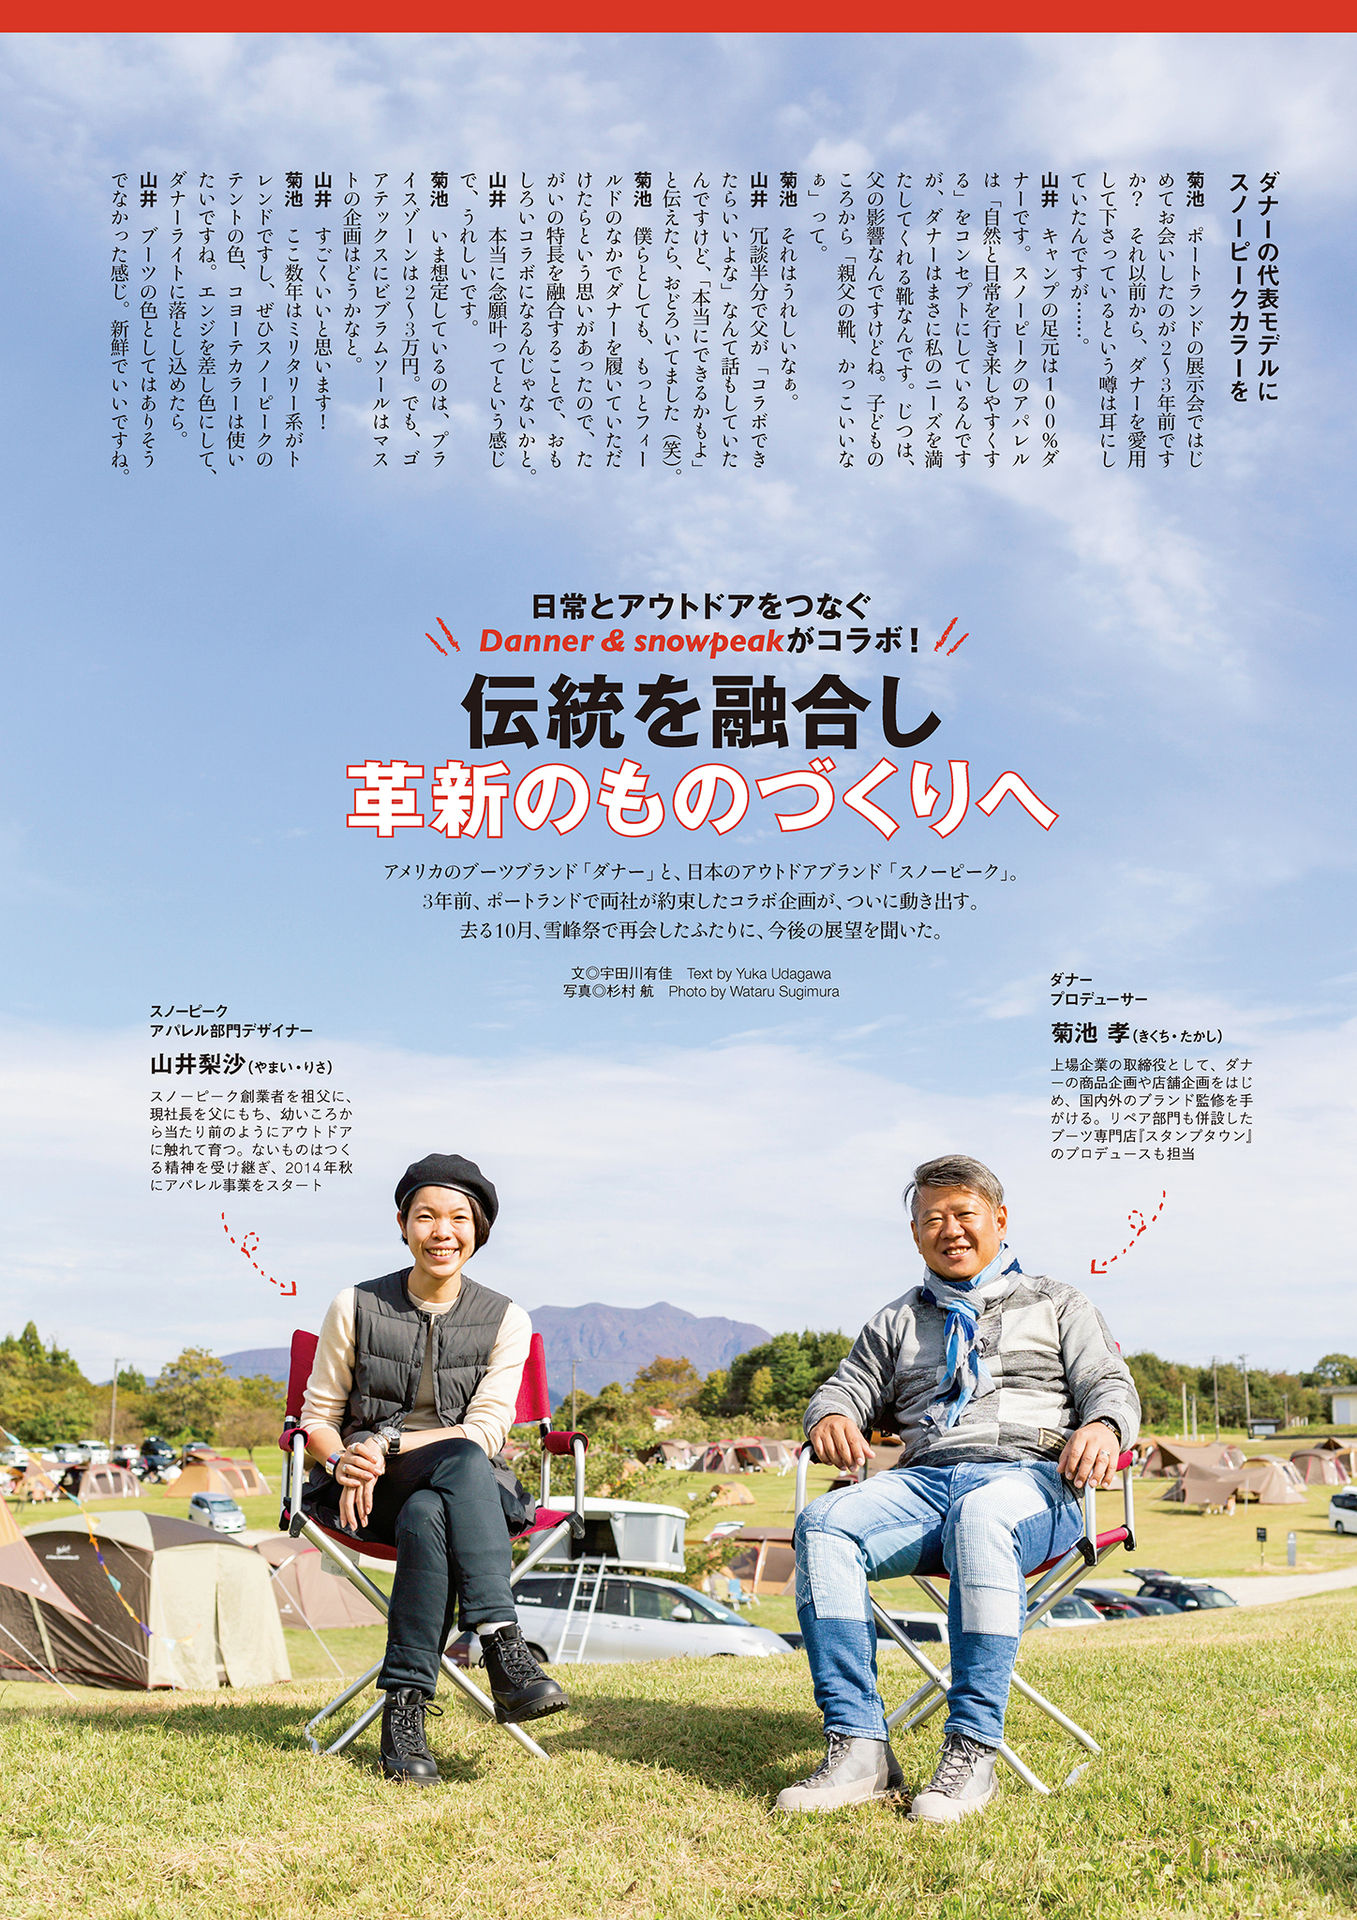 ダナーの代表モデルに
スノーピークカラーを
菊池　ポートランドの展示会ではじ
めてお会いしたのが２〜３年前です
か？　それ以前から、ダナーを愛用
して下さっているという噂は耳にし
ていたんですが……。
山井　キャンプの足元は１００％ダ
ナーです。スノーピークのアパレル
は「自然と日常を行き来しやすくす
る」をコンセプトにしているんです
が、ダナーはまさに私のニーズを満
たしてくれる靴なんです。じつは、
父の影響なんですけどね。子どもの
ころから「親父の靴、かっこいいな
ぁ」って。
菊池　それはうれしいなぁ。
山井　冗談半分で父が「コラボでき
たらいいよな」なんて話もしていた
んですけど、「本当にできるかもよ」
と伝えたら、おどろいてました（笑）。
菊池　僕らとしても、もっとフィー
ルドのなかでダナーを履いていただ
けたらという思いがあったので、た
がいの特長を融合することで、おも
しろいコラボになるんじゃないかと。
山井　本当に念願叶ってという感じ
で、うれしいです。
菊池　いま想定しているのは、プラ
イスゾーンは２〜３万円。でも、ゴ
アテックスにビブラムソールはマス
トの企画はどうかなと。
山井　すごくいいと思います！
菊池　ここ数年はミリタリー系がト
レンドですし、ぜひスノーピークの
テントの色、コヨーテカラーは使い
たいですね。エンジを差し色にして、
ダナーライトに落とし込めたら。
山井　ブーツの色としてはありそう
でなかった感じ。新鮮でいいですね。
日常とアウトドアをつなぐ
Danner & snowpeakがコラボ！
伝統を融合し
革新のものづくりへ
アメリカのブーツブランド「ダナー」と、日本のアウトドアブランド「スノーピーク」。
3年前、ポートランドで両社が約束したコラボ企画が、ついに動き出す。
去る10月、雪峰祭で再会したふたりに、今後の展望を聞いた。
文◎宇田川有佳　Text by Yuka Udagawa
写真◎杉村 航　Photo by Wataru Sugimura
スノーピーク
アパレル部門デザイナー
山井梨沙（やまい・りさ）
スノーピーク創業者を祖父に、
現社長を父にもち、幼いころか
ら当たり前のようにアウトドア
に触れて育つ。ないものはつく
る精神を受け継ぎ、2014年秋
にアパレル事業をスタート
ダナー
プロデューサー
菊池 孝（きくち・たかし）
上場企業の取締役として、ダナ
ーの商品企画や店舗企画をはじ
め、国内外のブランド監修を手
がける。リペア部門も併設した
ブーツ専門店『スタンプタウン』
のプロデュースも担当